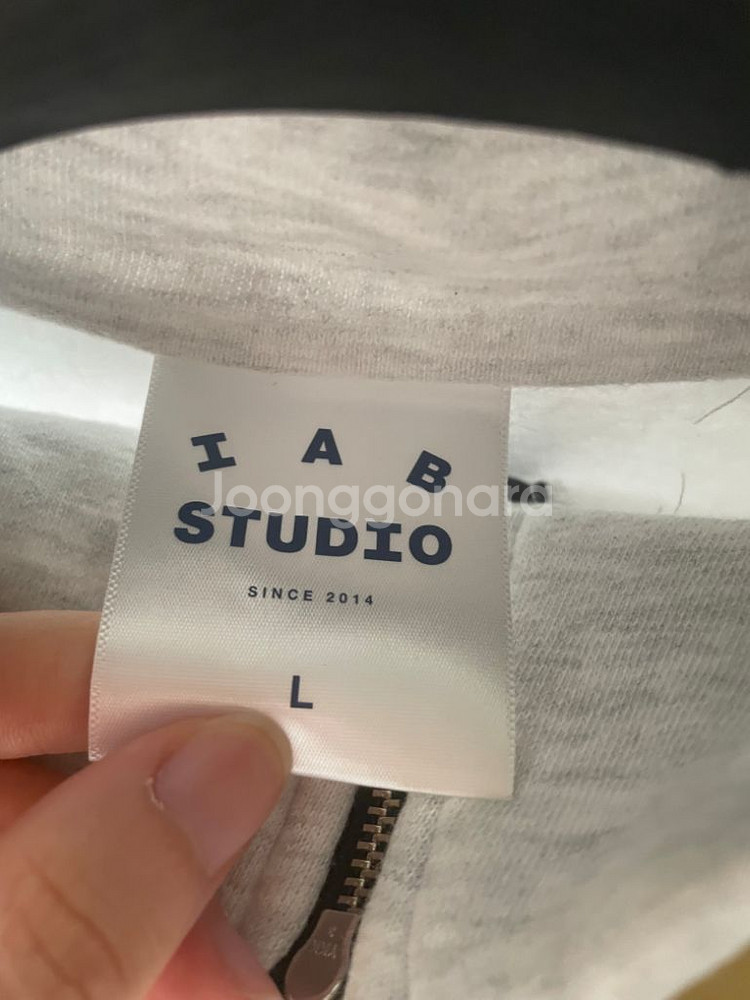 I A B
Joonggonara
STUDIO
SINCE 2014
L